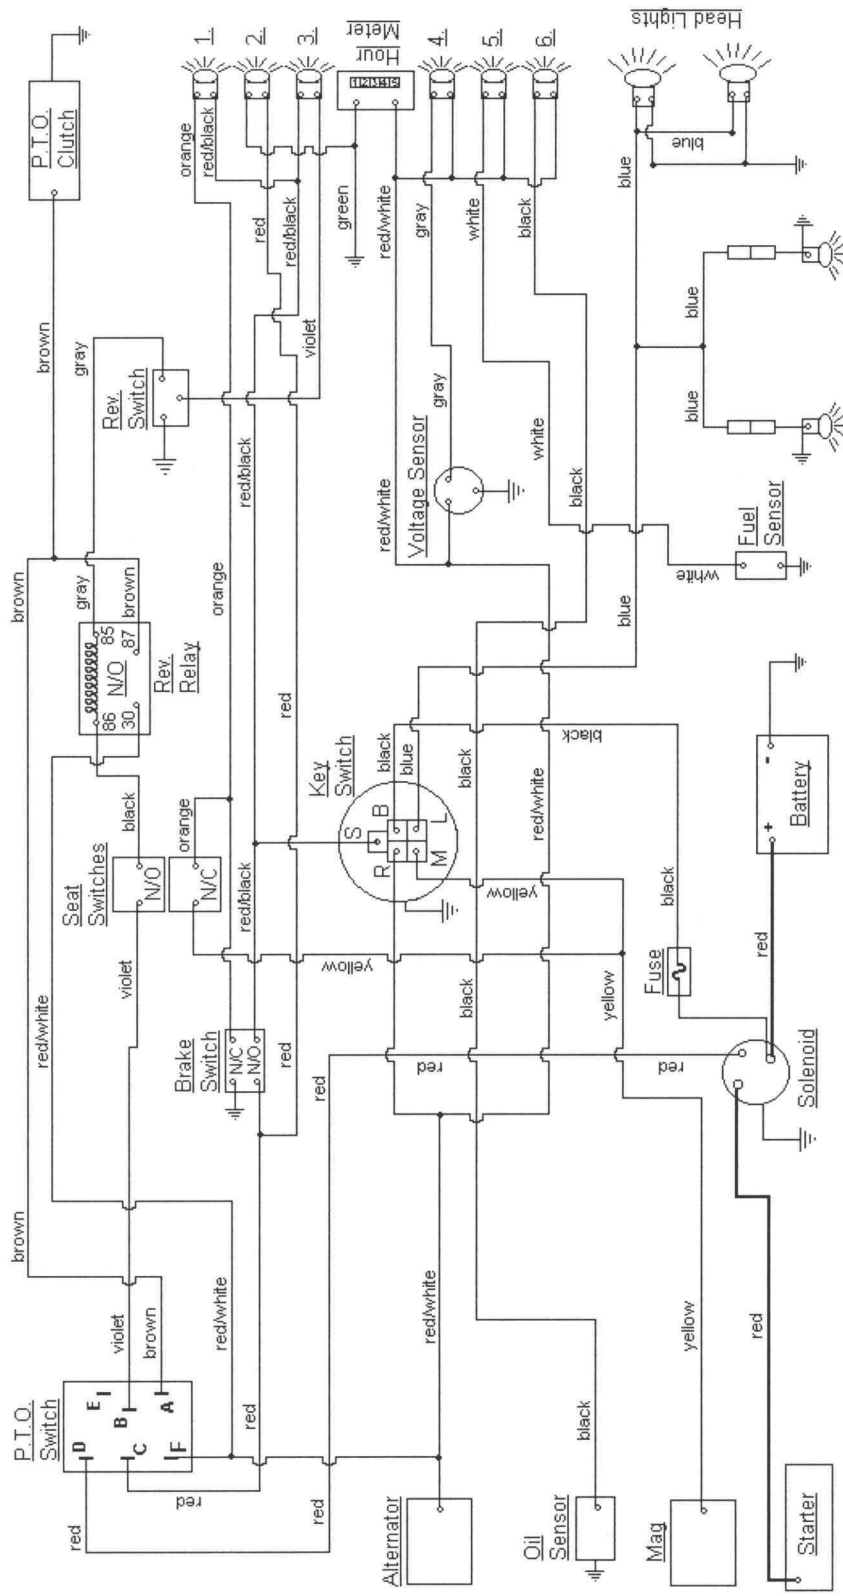 brown
brown
brown
P.T.O.
Switch
P.T.O.
Clutch
red/white
gray
gray
D
E
Seat
Switches
85
86
Rev.
Switch
B
violet
violet
black
N/O
N/O
87
30
brown
C
A
brown
Rev.
Relay
F
red
red
Brake
Switch
N/C
orange
orange
orange
1.
red/white
N/C
N/O
red/black
red/black
red/black
red/black
red
red
red
red
2.
violet
3.
red
Key
Switch
green
Hour
Meter
12345
S
R
B
M
L
black
blue
yellow
red/white
red/white
gray
gray
4.
Alternator
red/white
red
yellow
Voltage Sensor
black
black
white
white
5.
black
black
6.
Oil
Sensor
black
red/white
yellow
black
blue
blue
Head Lights
Mag
yellow
red
Fuse
black
white
blue
blue
blue
Fuel
Sensor
Starter
red
Solenoid
red
+
-
Battery